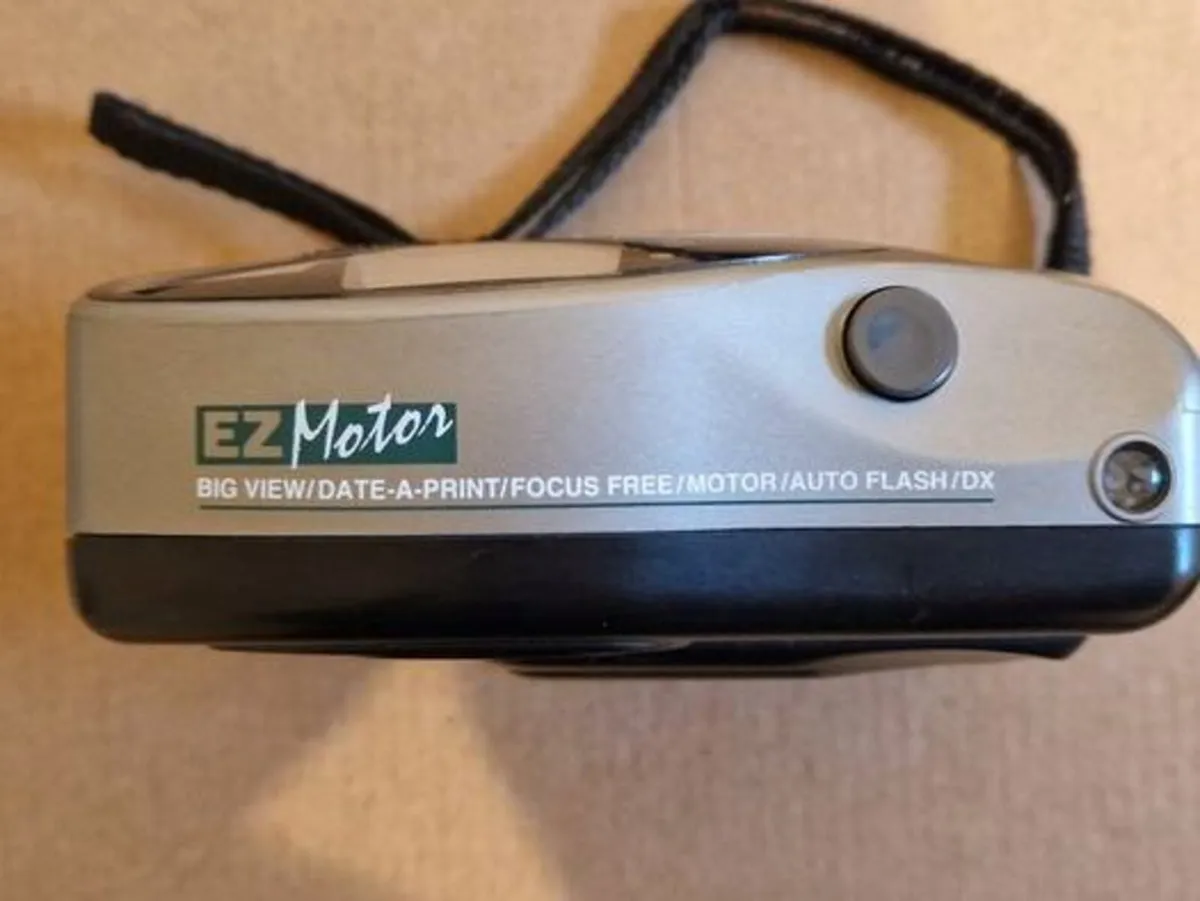 EZ Motor
BIG VIEW/DATE-A-PRINT/FOCUS FREE/MOTOR/AUTO FLASH/DX